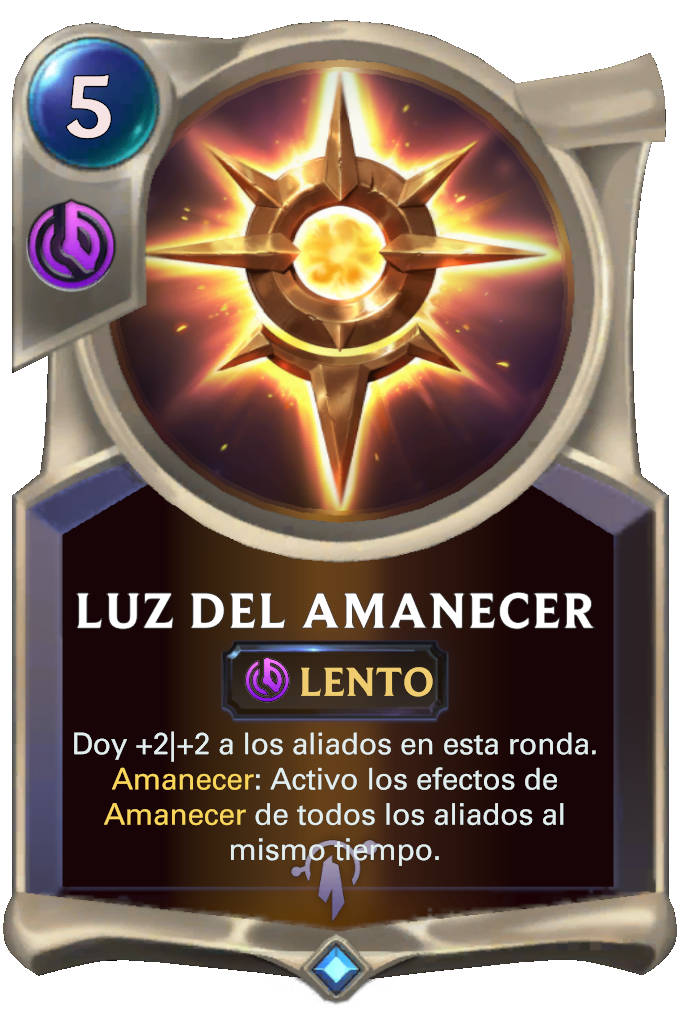 5
LUZ DEL AMANECER
LENTO
Doy +2|+2 a los aliados en esta ronda.
Amanecer: Activo los efectos de
Amanecer de todos los aliados al
mismo tiempo.